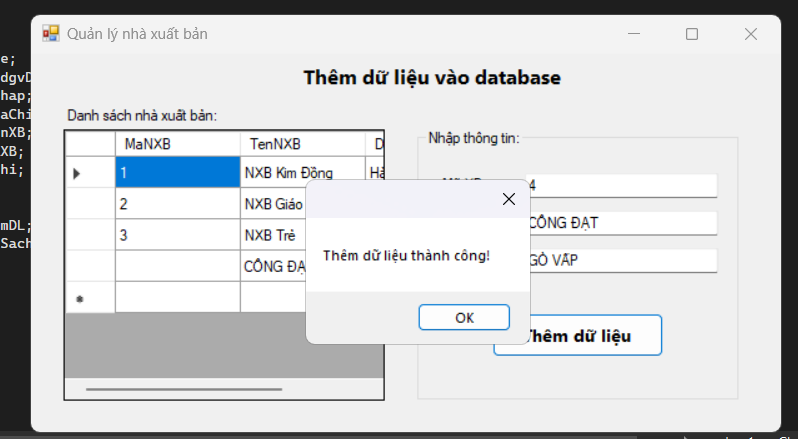 Quản lý nhà xuất bản
e;
dgvD
hap;
aChi
nXB;
XB;
hi;
mDL;
Sach
Thêm dữ liệu vào database
Danh sách nhà xuất bản:
MaNXB TenNXB D
1 NXB Kim Đồng Hà
2 NXB Giáo
3 NXB Trẻ
CÔNG ĐẠ
*
Nhập thông tin:
4
CÔNG ĐẠT
GÒ VẤP
Thêm dữ liệu
Thêm dữ liệu thành công!
OK